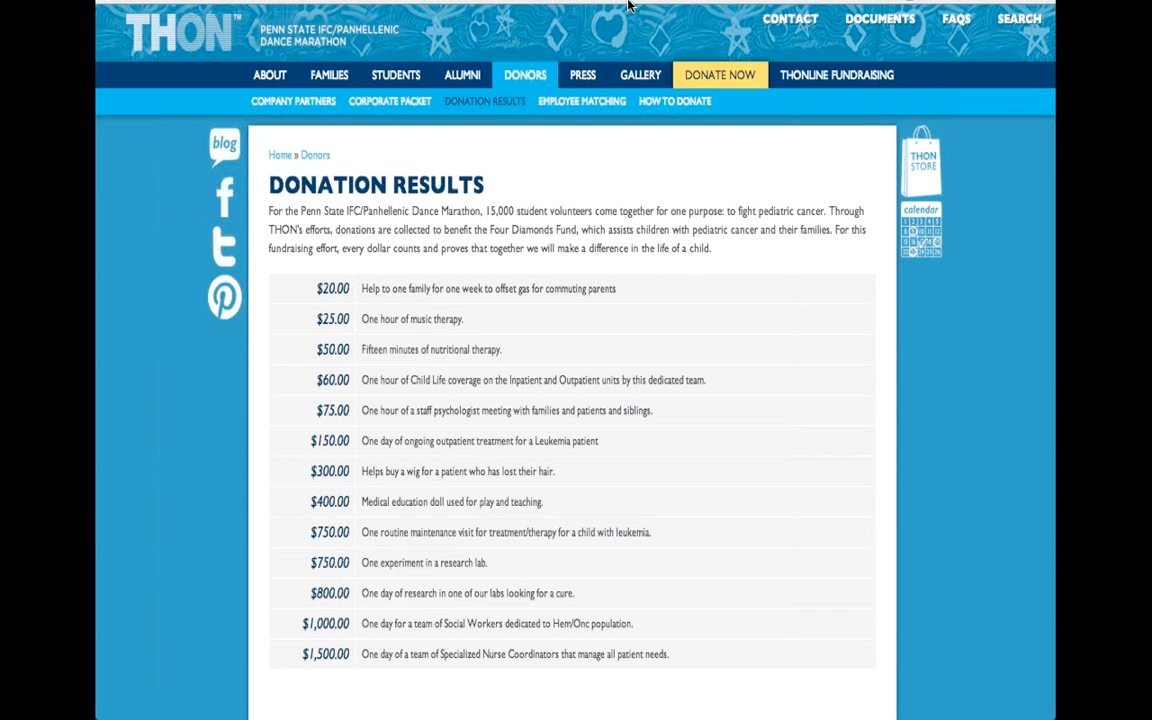 THON™
PENN STATE IFC/PANHELLENIC
DANCE MARATHON
CONTACT DOCUMENTS FAQS SEARCH
ABOUT FAMILIES STUDENTS ALUMNI DONORS PRESS GALLERY DONATE NOW THONLINE FUNDRAISING
COMPANY PARTNERS CORPORATE PACKET DONATION RESULTS EMPLOYEE MATCHING HOW TO DONATE
blog
THON
STORE
calendar
Home » Donors
DONATION RESULTS
For the Penn State IFC/Panhellenic Dance Marathon, 15,000 student volunteers come together for one purpose: to fight pediatric cancer. Through
THON's efforts, donations are collected to benefit the Four Diamonds Fund, which assists children with pediatric cancer and their families. For this
fundraising effort, every dollar counts and proves that together we will make a difference in the life of a child.
$20.00 Help to one family for one week to offset gas for commuting parents
$25.00 One hour of music therapy.
$50.00 Fifteen minutes of nutritional therapy.
$60.00 One hour of Child Life coverage on the Inpatient and Outpatient units by this dedicated team.
$75.00 One hour of a staff psychologist meeting with families and patients and siblings.
$150.00 One day of ongoing outpatient treatment for a Leukemia patient
$300.00 Helps buy a wig for a patient who has lost their hair.
$400.00 Medical education doll used for play and teaching.
$750.00 One routine maintenance visit for treatment/therapy for a child with leukemia.
$750.00 One experiment in a research lab.
$800.00 One day of research in one of our labs looking for a cure.
$1,000.00 One day for a team of Social Workers dedicated to Hem/Onc population.
$1,500.00 One day of a team of Specialized Nurse Coordinators that manage all patient needs.